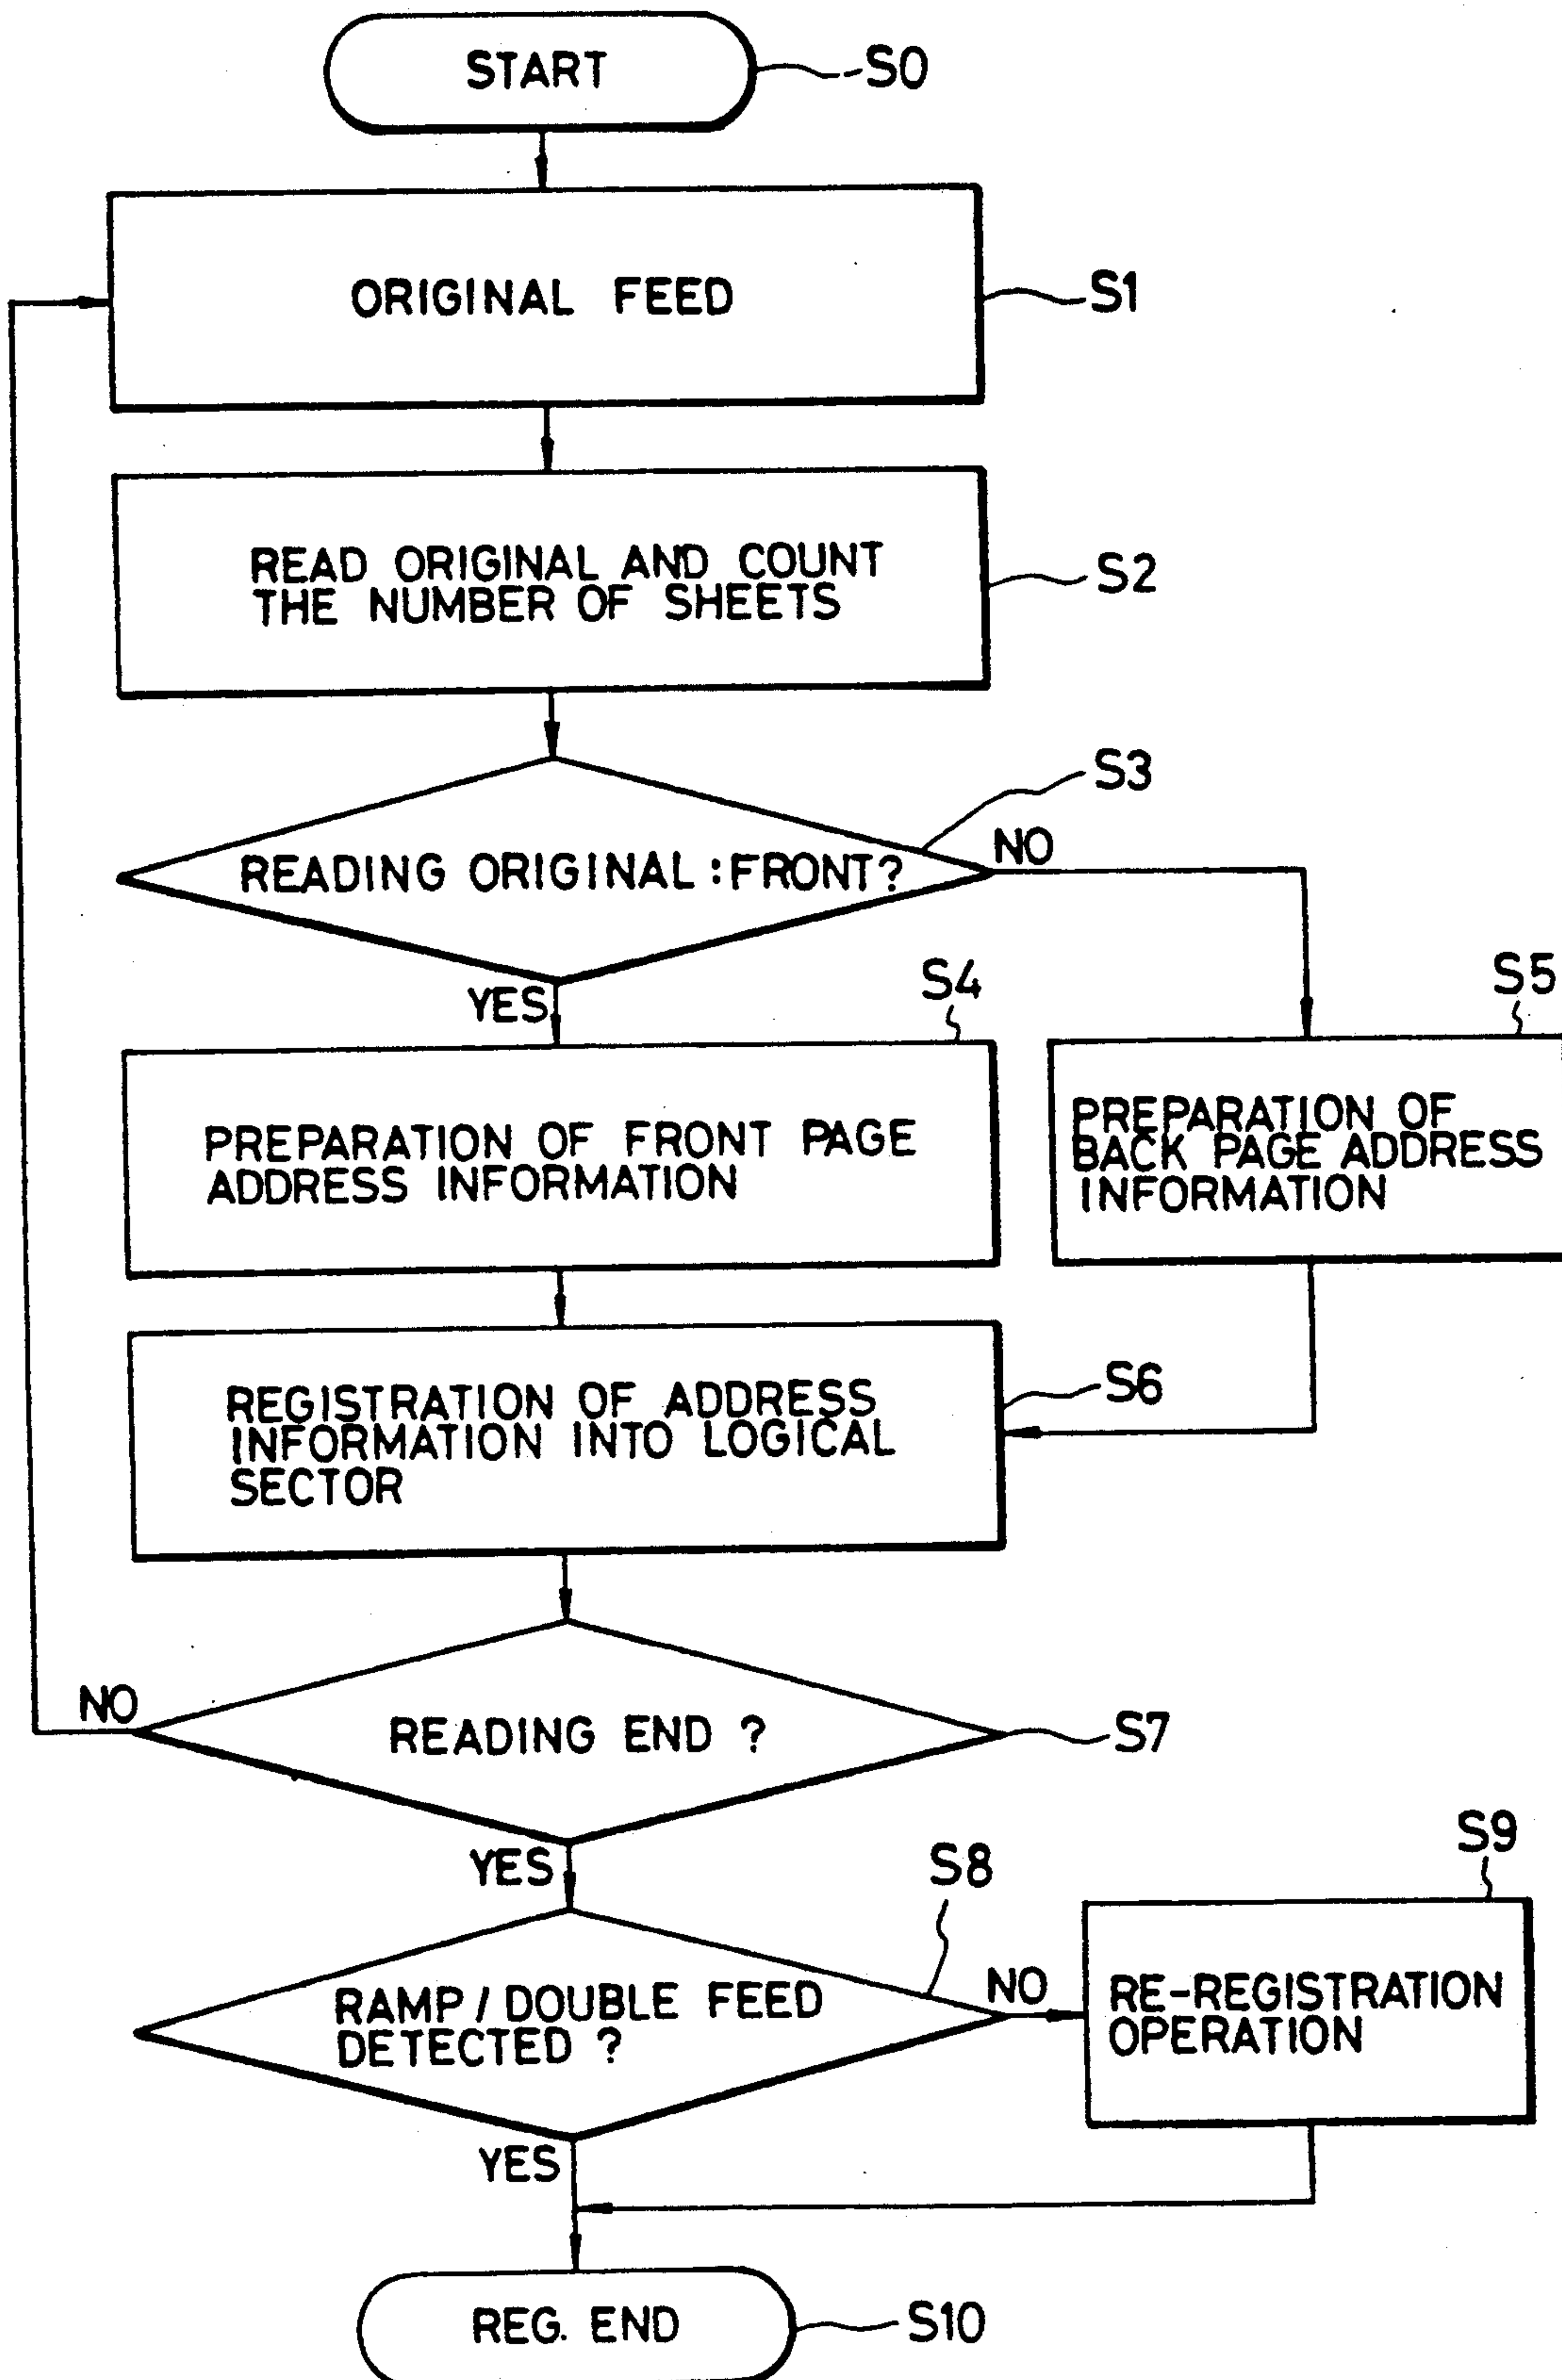 START
S0
ORIGINAL FEED
S1
READ ORIGINAL AND COUNT
THE NUMBER OF SHEETS
S2
S3
READING ORIGINAL : FRONT?
NO
YES
S4
S5
PREPARATION OF FRONT PAGE
ADDRESS INFORMATION
PREPARATION OF
BACK PAGE ADDRESS
INFORMATION
REGISTRATION OF ADDRESS
INFORMATION INTO LOGICAL
SECTOR
S6
NO
READING END ?
S7
YES
S8
S9
RAMP / DOUBLE FEED
DETECTED ?
NO
RE-REGISTRATION
OPERATION
YES
REG. END
S10